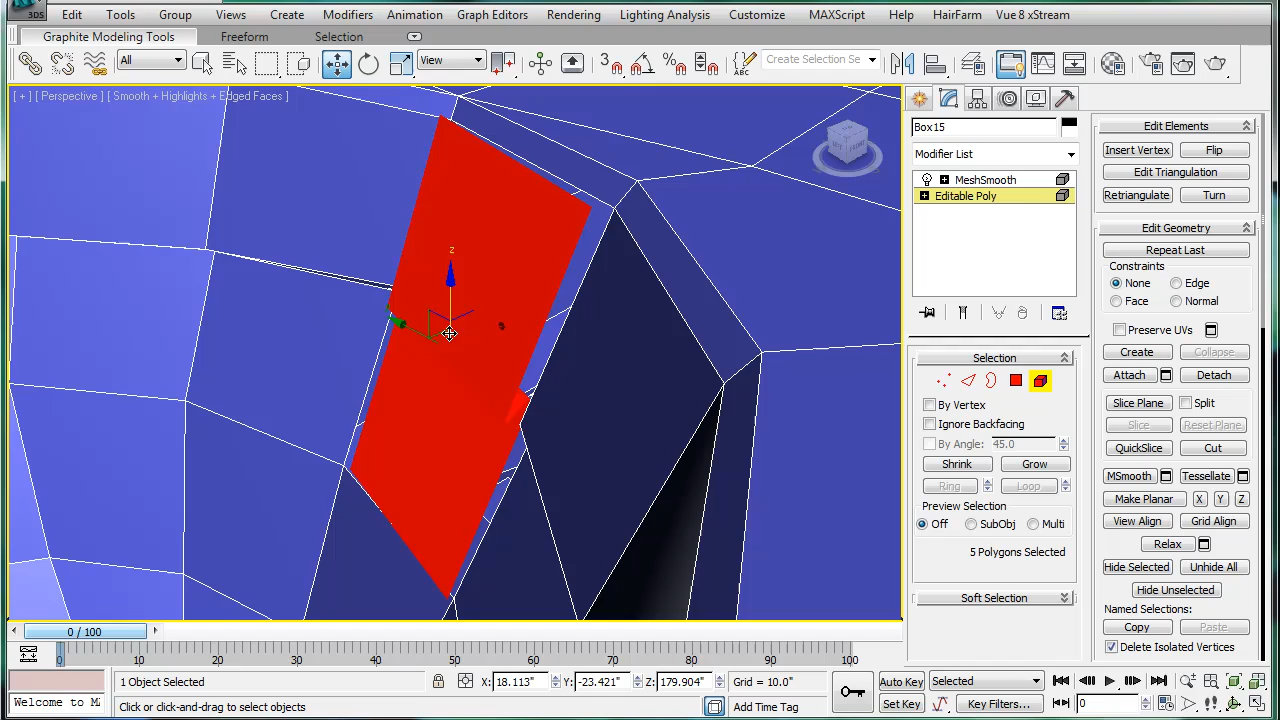 3DS
Edit Tools Group Views Create Modifiers Animation Graph Editors Rendering Lighting Analysis Customize MAXScript Help HairFarm Vue 8 xStream
Graphite Modeling Tools Freeform Selection
All View 3 ABC Create Selection Se
[ + ] [ Perspective ] [ Smooth + Highlights + Edged Faces ]
z
Box15
Modifier List
MeshSmooth
Editable Poly
Selection
By Vertex
Ignore Backfacing
By Angle: 45.0
Shrink Grow
Ring Loop
Preview Selection
Off SubObj Multi
5 Polygons Selected
Soft Selection
Edit Elements
Insert Vertex Flip
Edit Triangulation
Retriangulate Turn
Edit Geometry
Repeat Last
Constraints
None Edge
Face Normal
Preserve UVs
Create Collapse
Attach Detach
Slice Plane Split
Slice Reset Plane
QuickSlice Cut
MSmooth Tessellate
Make Planar X Y Z
View Align Grid Align
Relax
Hide Selected Unhide All
Hide Unselected
Named Selections:
Copy Paste
Delete Isolated Vertices
0 / 100
0 10 20 30 40 50 60 70 80 90 100
1 Object Selected X: 18.113" Y: -23.421" Z: 179.904" Grid = 10.0" Auto Key Selected
Welcome to M Click or click-and-drag to select objects Add Time Tag Set Key Key Filters... 0